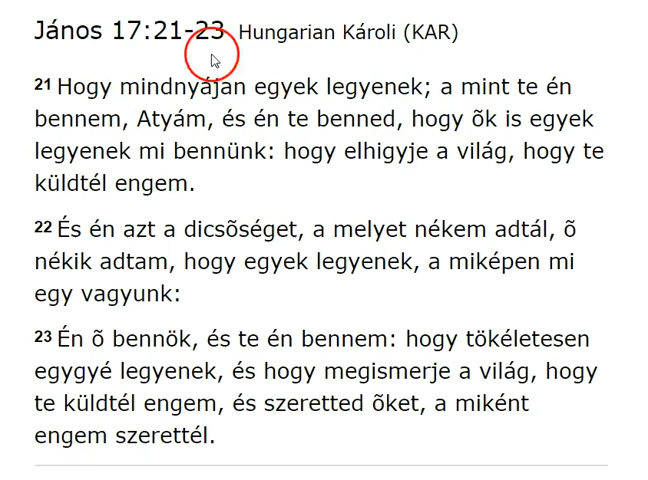 János 17:21-23 Hungarian Károli (KAR)
21 Hogy mindnyájan egyek legyenek; a mint te én
bennem, Atyám, és én te benned, hogy õk is egyek
legyenek mi bennünk: hogy elhigyje a világ, hogy te
küldtél engem.
22 És én azt a dicsõséget, a melyet nékem adtál, õ
nékik adtam, hogy egyek legyenek, a miképen mi
egy vagyunk:
23 Én õ bennök, és te én bennem: hogy tökéletesen
egygyé legyenek, és hogy megismerje a világ, hogy
te küldtél engem, és szeretted õket, a miként
engem szerettél.